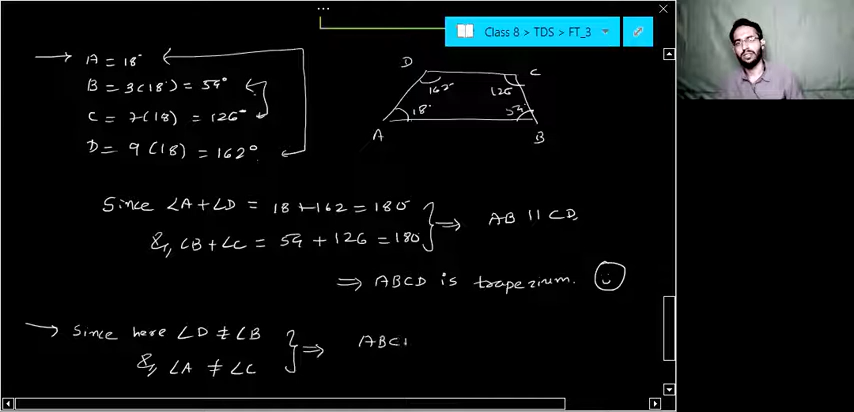 Class 8 > TDS > FT_3
A = 18°
B = 3(18°) = 54°
C = 7(18) = 126°
D = 9(18) = 162°
D C
162° 126°
18° 54°
A B
Since ∠A + ∠D = 18 + 162 = 180
&, ∠B + ∠C = 54 + 126 = 180
⇒ AB || CD,
⇒ ABCD is trapezium.
→ Since here ∠D ≠ ∠B
&, ∠A ≠ ∠C
⇒ ABC